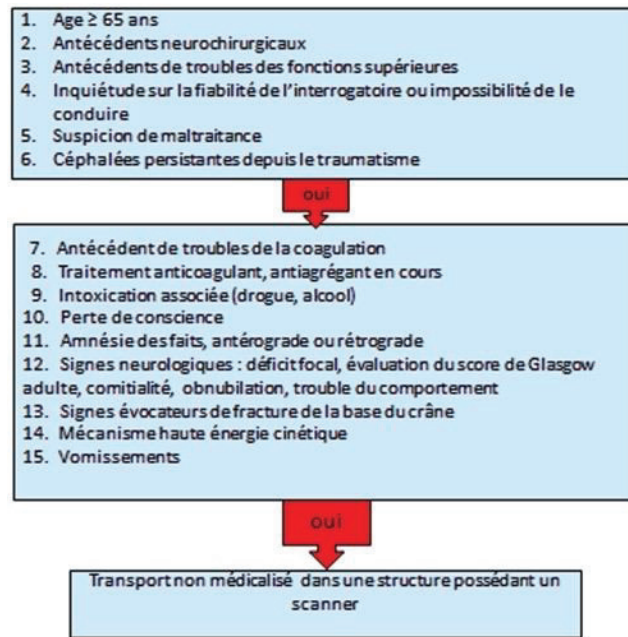 1. Age ≥ 65 ans
2. Antécédents neurochirurgicaux
3. Antécédents de troubles des fonctions supérieures
4. Inquiétude sur la fiabilité de l'interrogatoire ou impossibilité de le
conduire
5. Suspicion de maltraitance
6. Céphalées persistantes depuis le traumatisme
oui
7. Antécédent de troubles de la coagulation
8. Traitement anticoagulant, antiagrégant en cours
9. Intoxication associée (drogue, alcool)
10. Perte de conscience
11. Amnésie des faits, antérograde ou rétrograde
12. Signes neurologiques : déficit focal, évaluation du score de Glasgow
adulte, comitialité, obnubilation, trouble du comportement
13. Signes évocateurs de fracture de la base du crâne
14. Mécanisme haute énergie cinétique
15. Vomissements
oui
Transport non médicalisé dans une structure possédant un
scanner